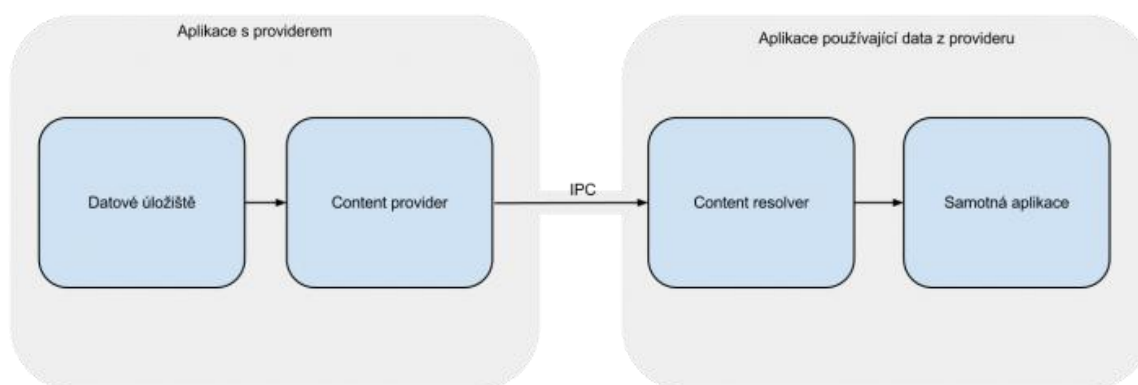 Aplikace s providerem
Aplikace používající data z provideru
Datové úložiště
Content provider
IPC
Content resolver
Samotná aplikace